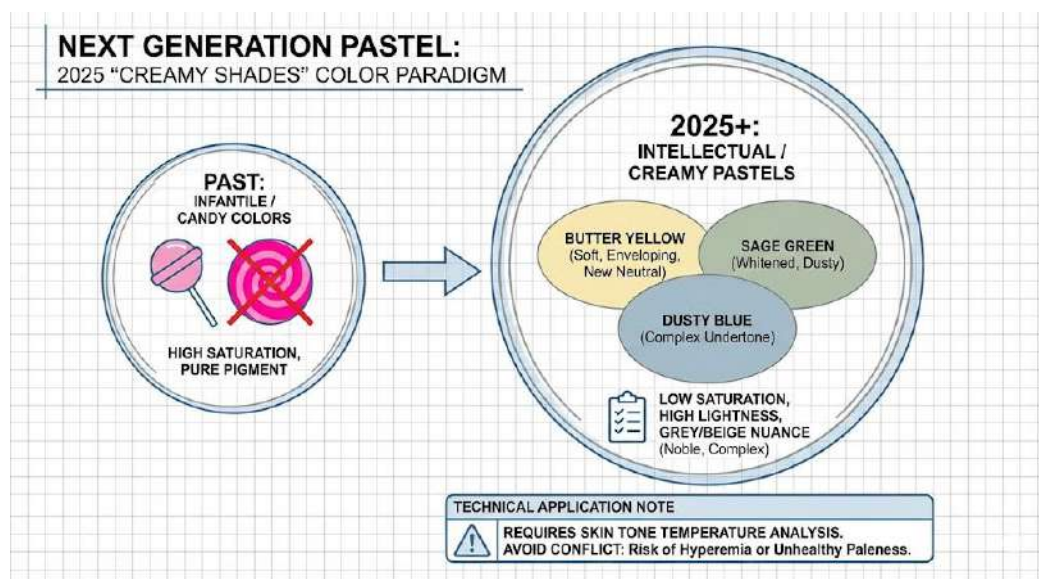 NEXT GENERATION PASTEL:
2025 “CREAMY SHADES” COLOR PARADIGM
PAST:
INFANTILE /
CANDY COLORS
HIGH SATURATION,
PURE PIGMENT
2025+:
INTELLECTUAL /
CREAMY PASTELS
BUTTER YELLOW
(Soft, Enveloping,
New Neutral)
SAGE GREEN
(Whitened, Dusty)
DUSTY BLUE
(Complex Undertone)
LOW SATURATION,
HIGH LIGHTNESS,
GREY/BEIGE NUANCE
(Noble, Complex)
TECHNICAL APPLICATION NOTE
REQUIRES SKIN TONE TEMPERATURE ANALYSIS.
AVOID CONFLICT: Risk of Hyperemia or Unhealthy Paleness.